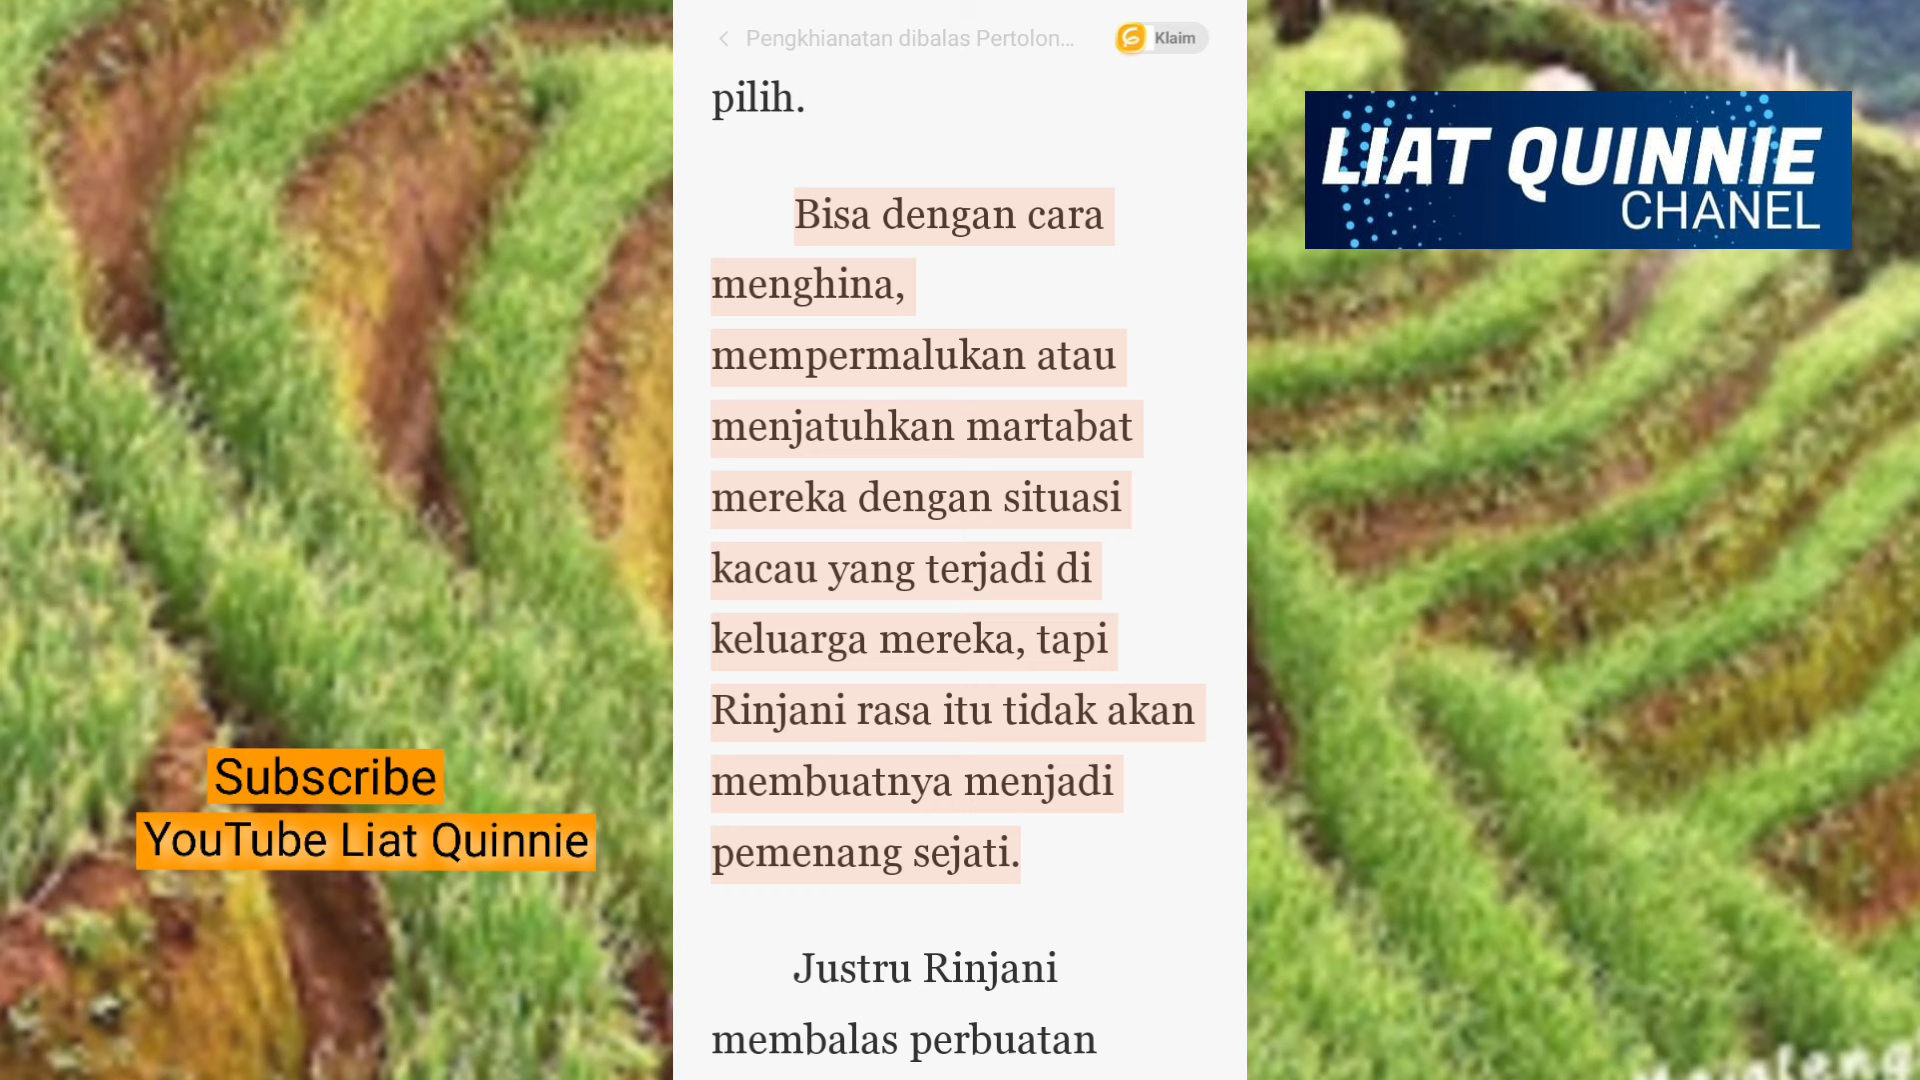 Pengkhianatan dibalas Pertolon...
Klaim
pilih.
Bisa dengan cara
menghina,
mempermalukan atau
menjatuhkan martabat
mereka dengan situasi
kacau yang terjadi di
keluarga mereka, tapi
Rinjani rasa itu tidak akan
membuatnya menjadi
pemenang sejati.
Justru Rinjani
membalas perbuatan
LIAT QUINNIE
CHANEL
Subscribe
YouTube Liat Quinnie